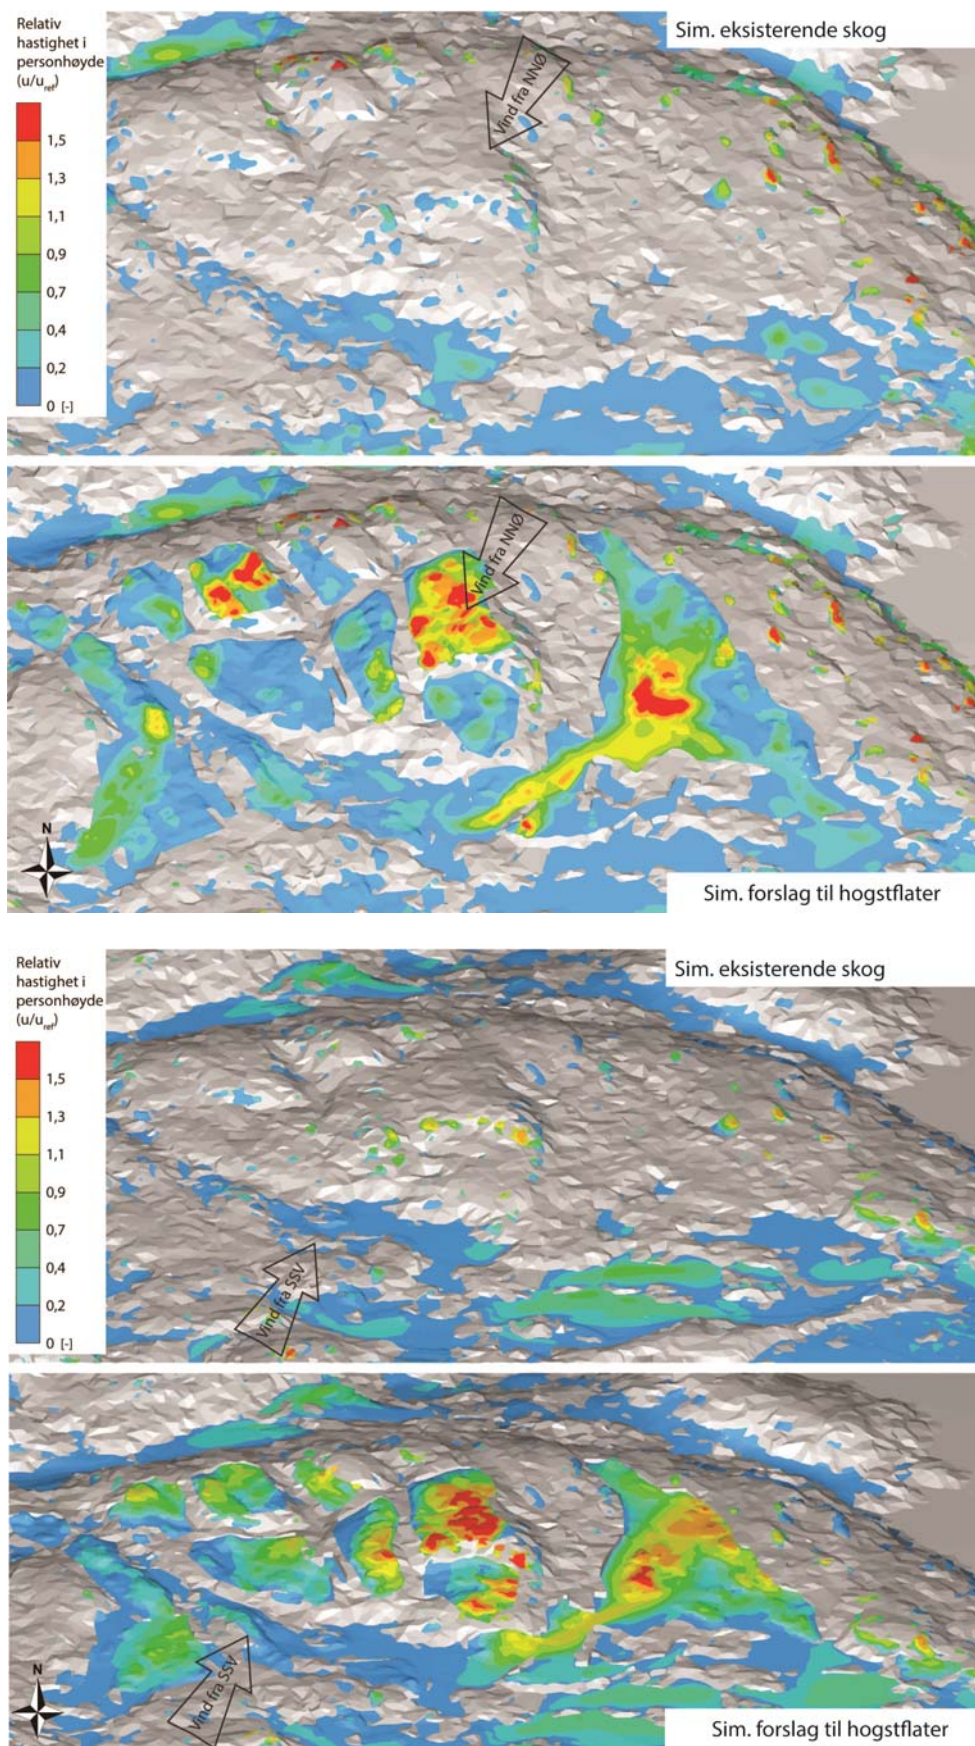 Relativ
hastighet i
personhøyde
(u/uref)
1,5
1,3
1,1
0,9
0,7
0,4
0,2
0 [-]
Sim. eksisterende skog
Vind fra NNØ
Vind fra NNØ
N
Sim. forslag til hogstflater
Relativ
hastighet i
personhøyde
(u/uref)
1,5
1,3
1,1
0,9
0,7
0,4
0,2
0 [-]
Sim. eksisterende skog
Vind fra SSV
N
Vind fra SSV
Sim. forslag til hogstflater